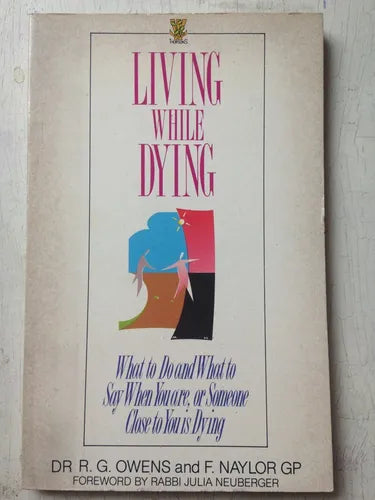 THORSONS
LIVING
WHILE
DYING
What to Do and What to
Say When You are, or Someone
Close to You is Dying
DR R. G. OWENS and F. NAYLOR GP
FOREWORD BY RABBI JULIA NEUBERGER